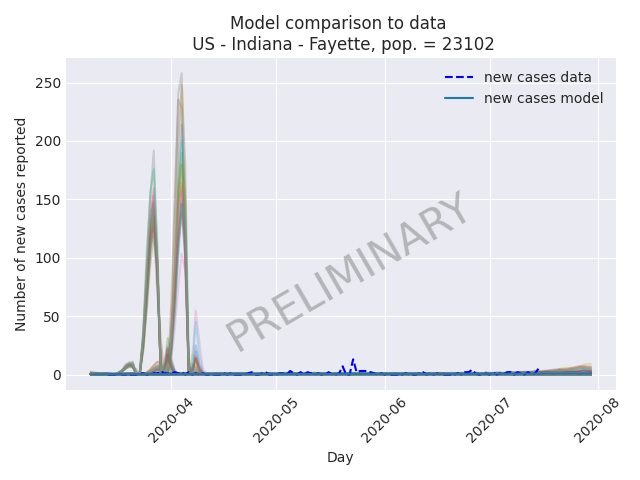 Model comparison to data
US - Indiana - Fayette, pop. = 23102
new cases data
new cases model
Number of new cases reported
250
200
150
100
50
0
PRELIMINARY
2020-04
2020-05
2020-06
2020-07
2020-08
Day